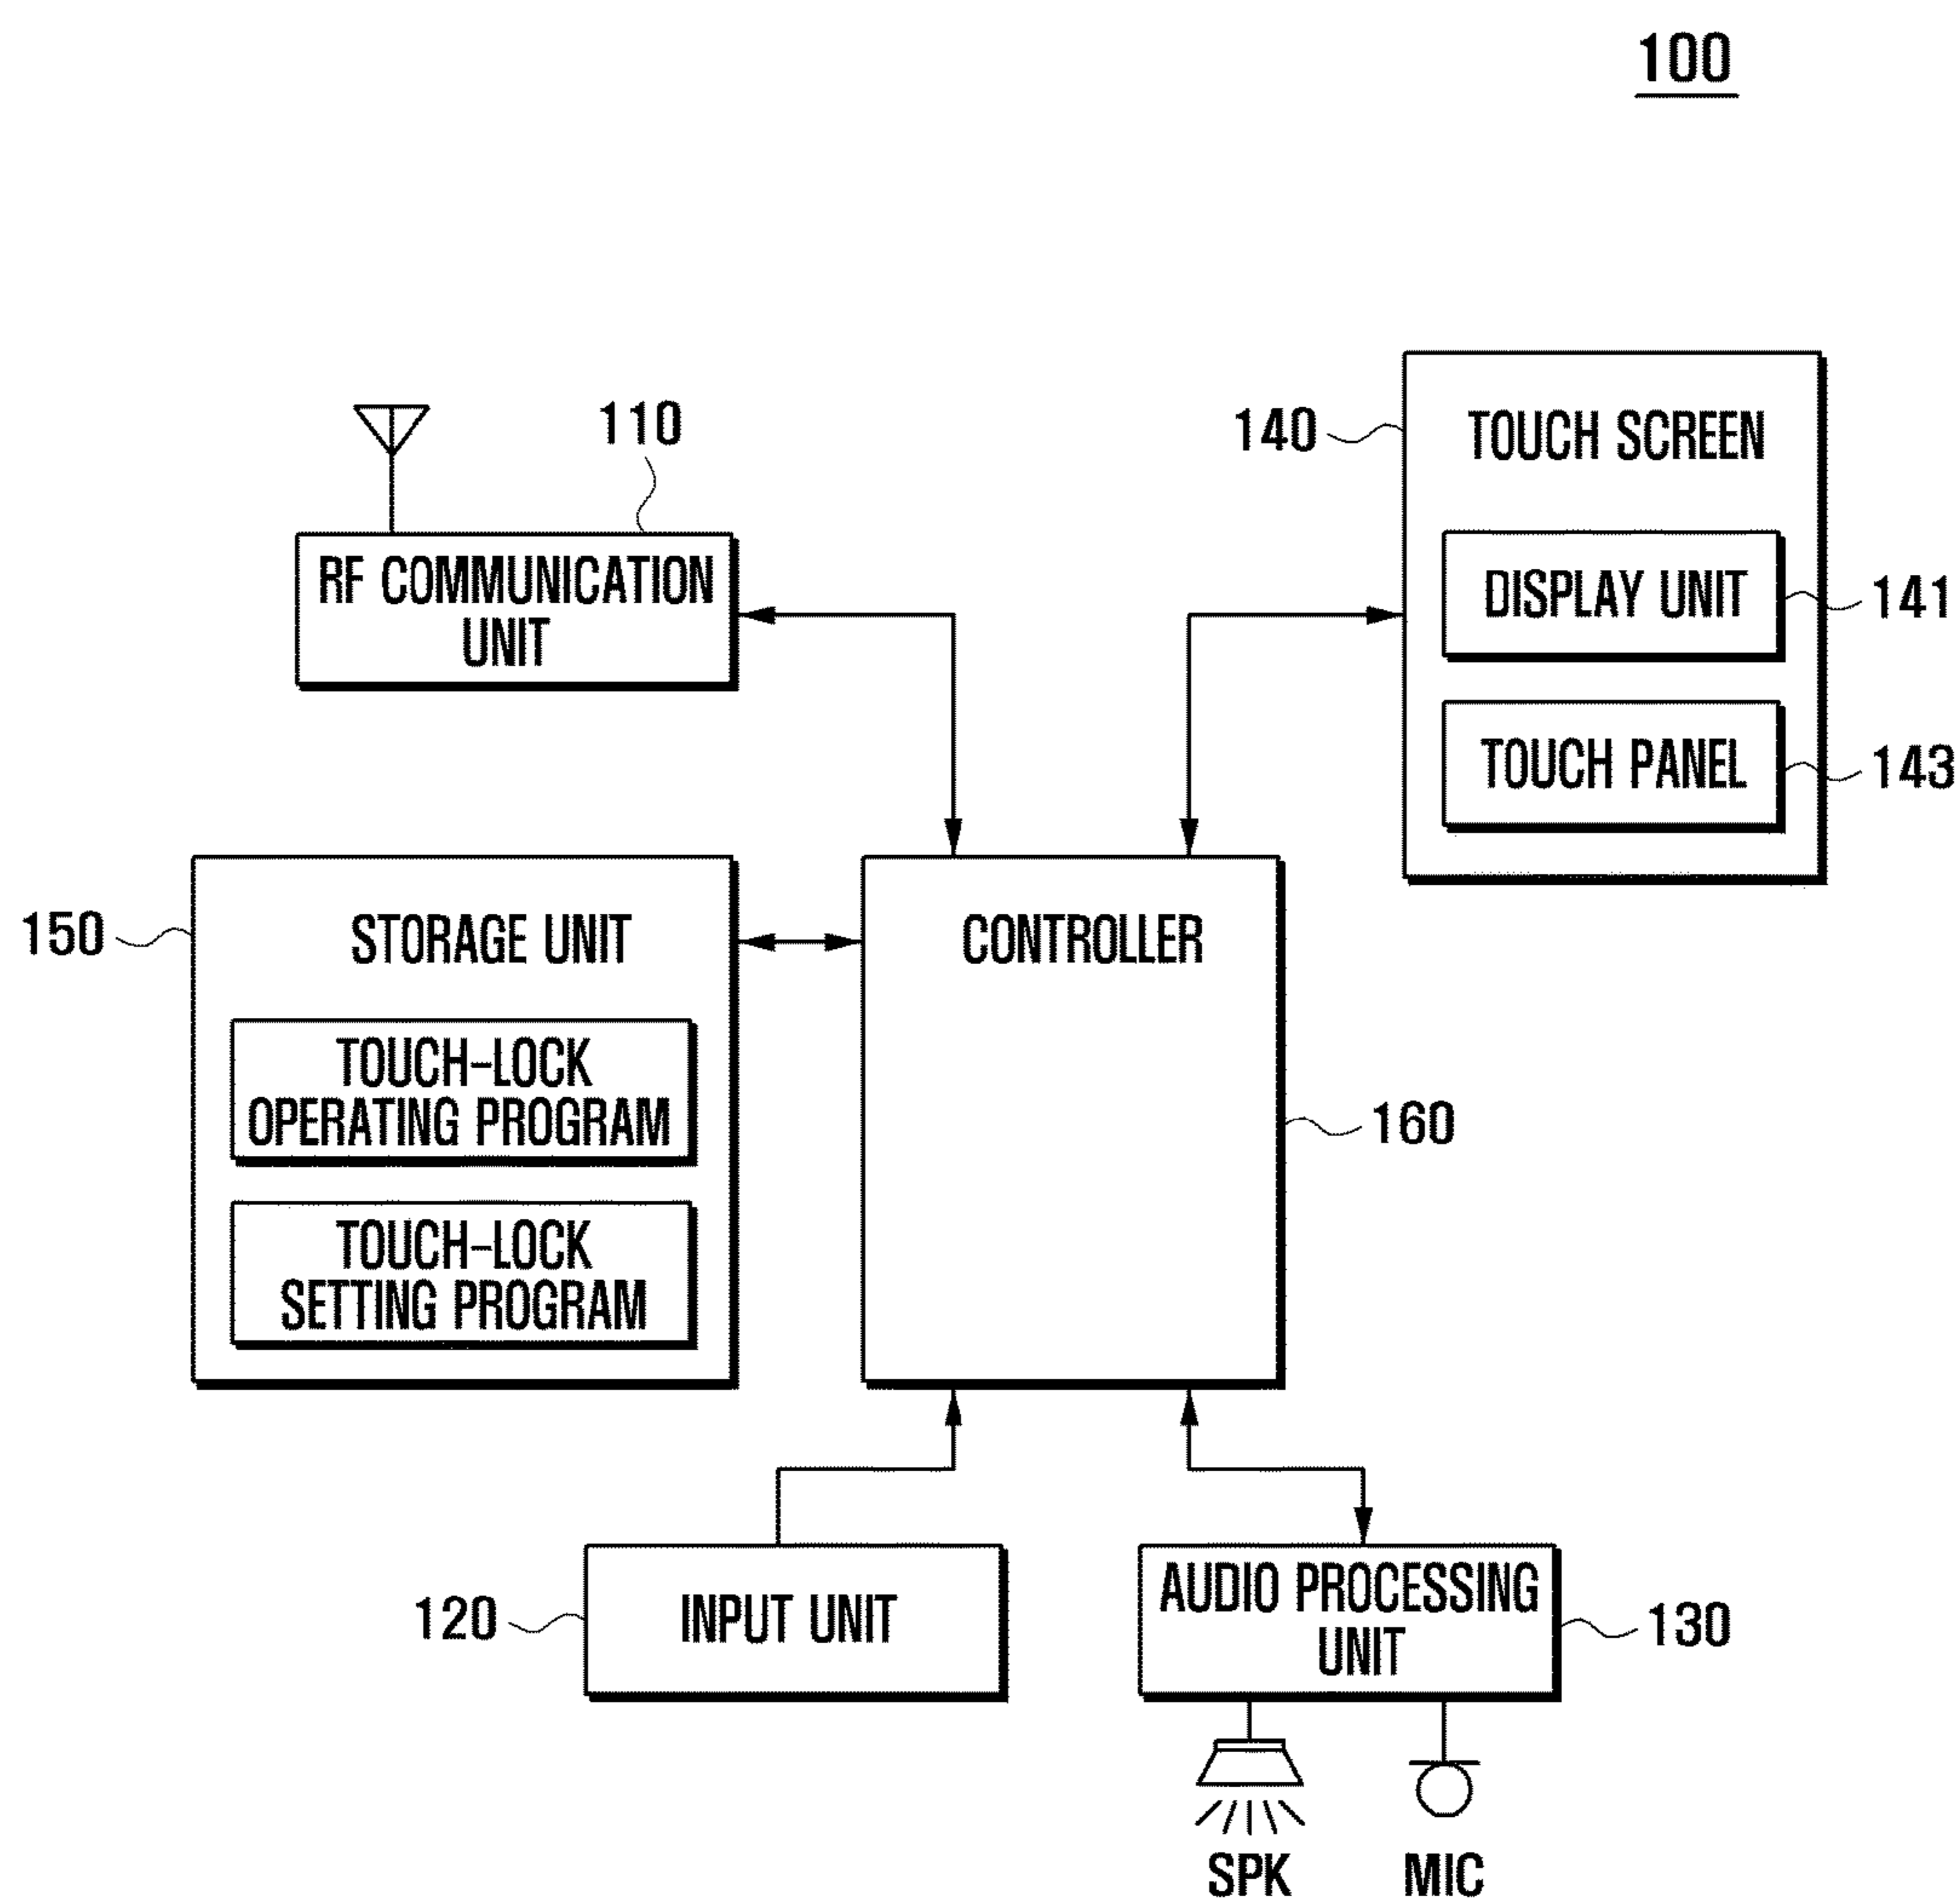 100
110
RF COMMUNICATION
UNIT
140
TOUCH SCREEN
DISPLAY UNIT
141
TOUCH PANEL
143
150
STORAGE UNIT
TOUCH-LOCK
OPERATING PROGRAM
TOUCH-LOCK
SETTING PROGRAM
CONTROLLER
160
120
INPUT UNIT
AUDIO PROCESSING
UNIT
130
SPK
MIC